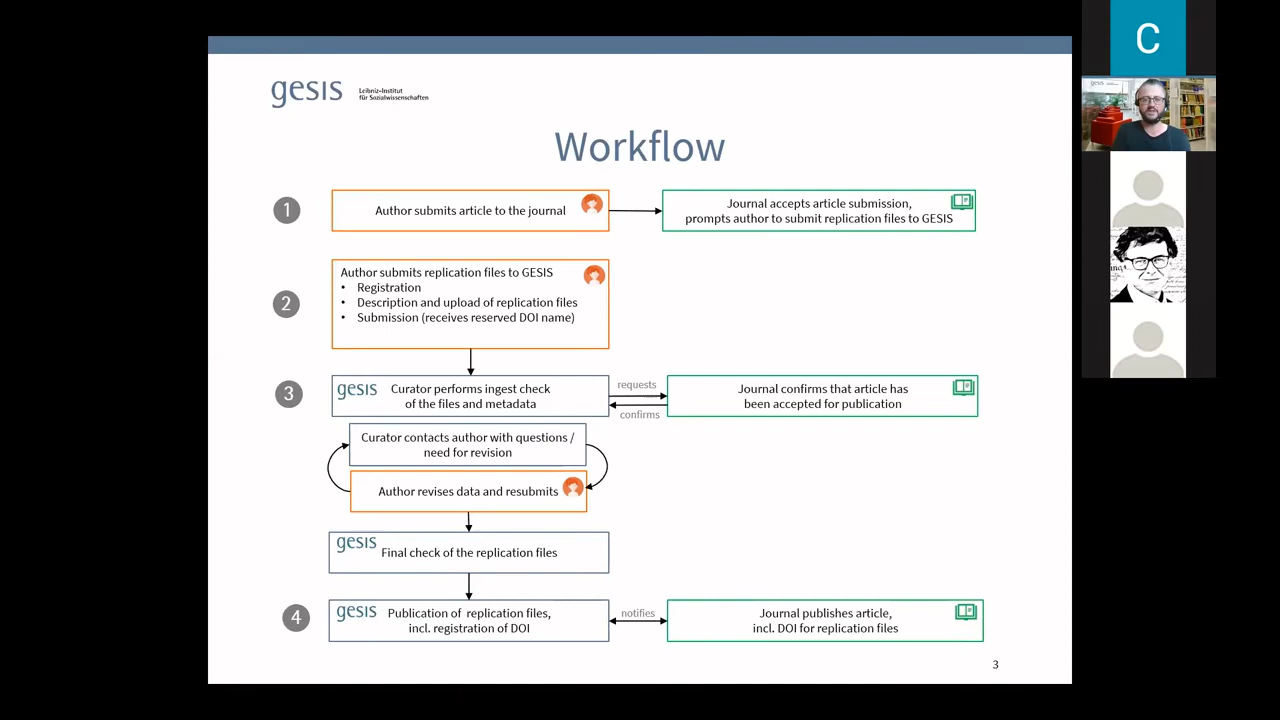 gesis
Leibniz-Institut
für Sozialwissenschaften
Workflow
1
Author submits article to the journal
Journal accepts article submission,
prompts author to submit replication files to GESIS
2
Author submits replication files to GESIS
• Registration
• Description and upload of replication files
• Submission (receives reserved DOI name)
3
gesis
Curator performs ingest check
of the files and metadata
requests
confirms
Journal confirms that article has
been accepted for publication
Curator contacts author with questions /
need for revision
Author revises data and resubmits
gesis
Final check of the replication files
4
gesis
Publication of replication files,
incl. registration of DOI
notifies
Journal publishes article,
incl. DOI for replication files
3
C
gesis